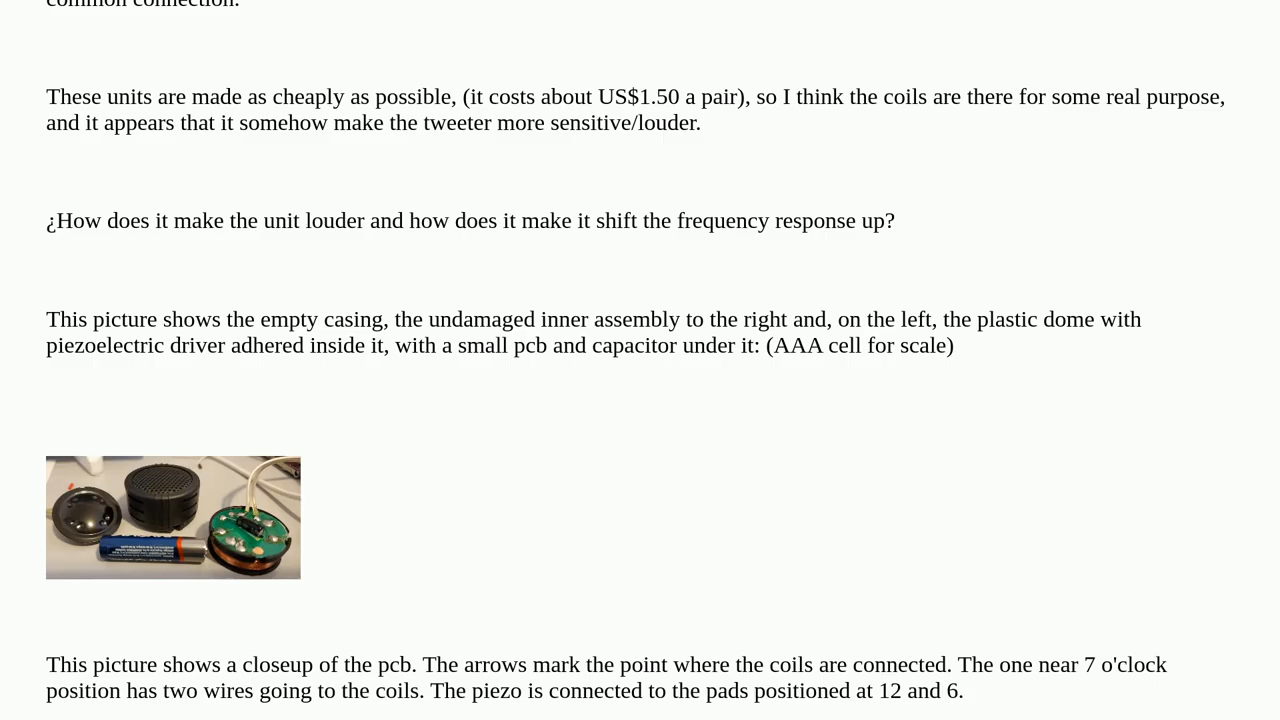 common connection.
These units are made as cheaply as possible, (it costs about US$1.50 a pair), so I think the coils are there for some real purpose,
and it appears that it somehow make the tweeter more sensitive/louder.
¿How does it make the unit louder and how does it make it shift the frequency response up?
This picture shows the empty casing, the undamaged inner assembly to the right and, on the left, the plastic dome with
piezoelectric driver adhered inside it, with a small pcb and capacitor under it: (AAA cell for scale)
This picture shows a closeup of the pcb. The arrows mark the point where the coils are connected. The one near 7 o'clock
position has two wires going to the coils. The piezo is connected to the pads positioned at 12 and 6.